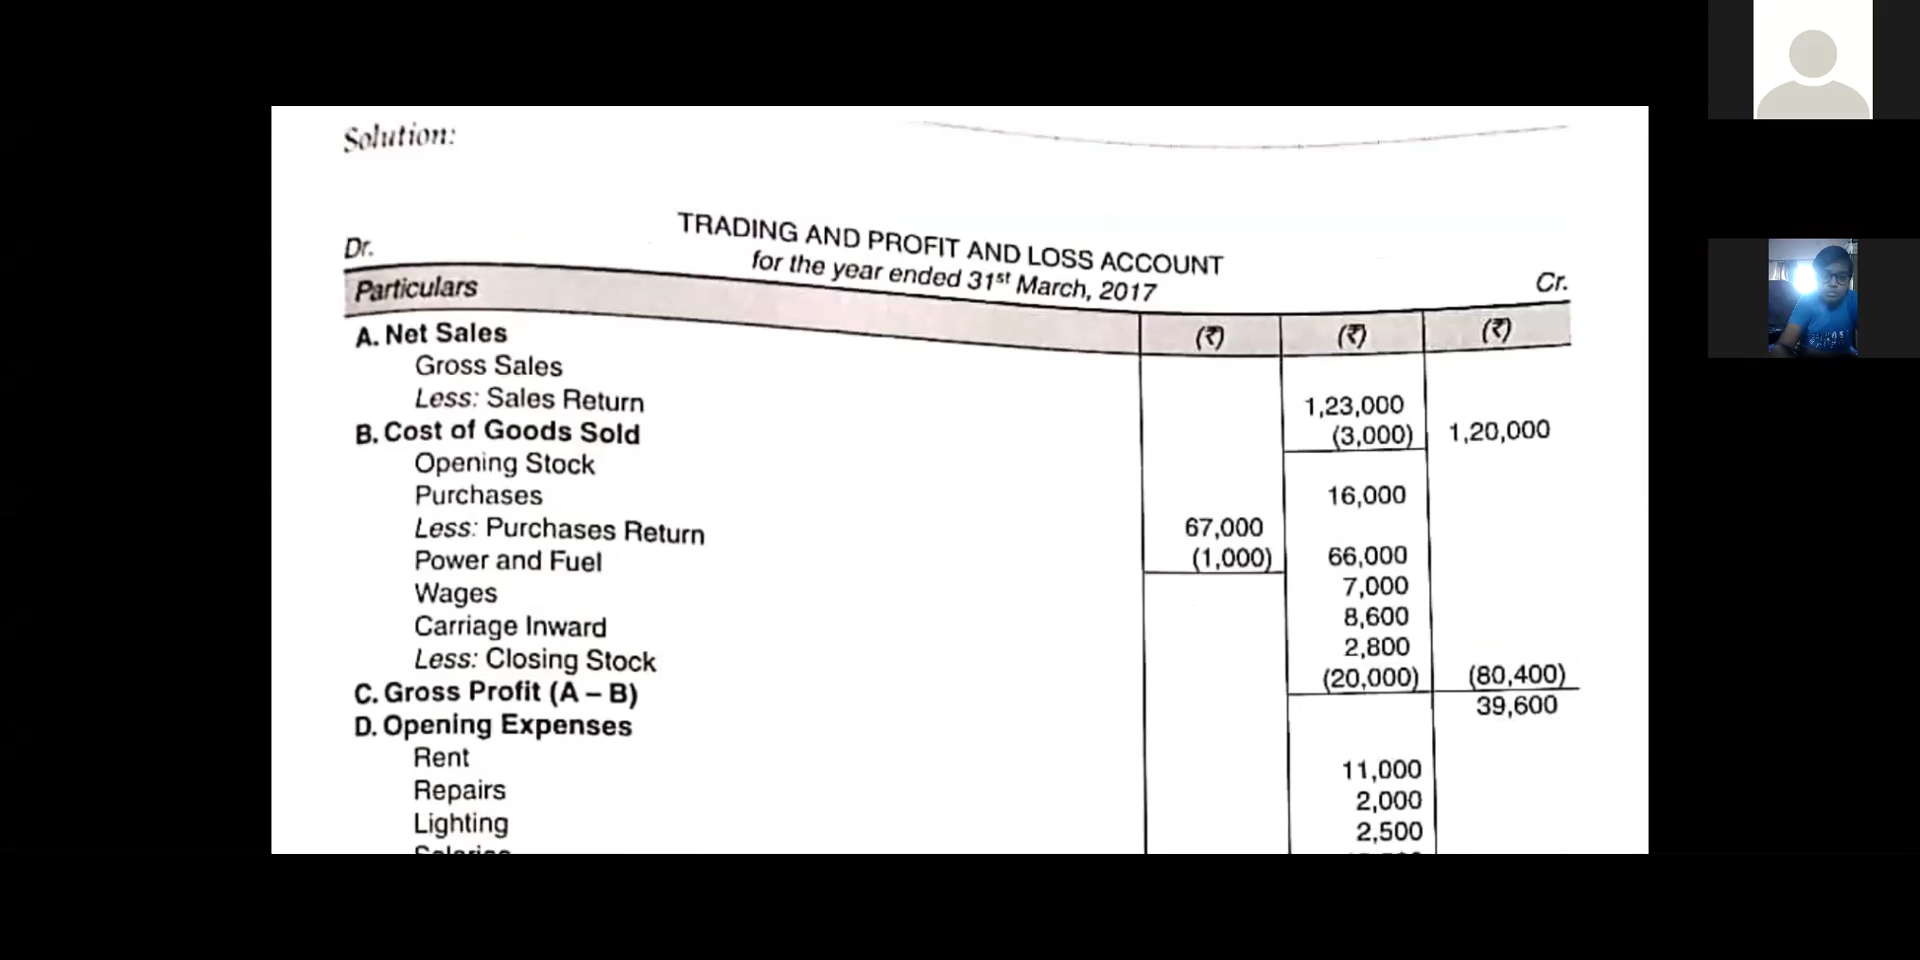 Solution:
TRADING AND PROFIT AND LOSS ACCOUNT
Dr. for the year ended 31st March, 2017 Cr.
Particulars (₹) (₹) (₹)
A. Net Sales
Gross Sales 1,23,000
Less: Sales Return (3,000) 1,20,000
B. Cost of Goods Sold
Opening Stock 16,000
Purchases 67,000
Less: Purchases Return (1,000) 66,000
Power and Fuel 7,000
Wages 8,600
Carriage Inward 2,800
Less: Closing Stock (20,000) (80,400)
C. Gross Profit (A – B) 39,600
D. Opening Expenses
Rent 11,000
Repairs 2,000
Lighting 2,500